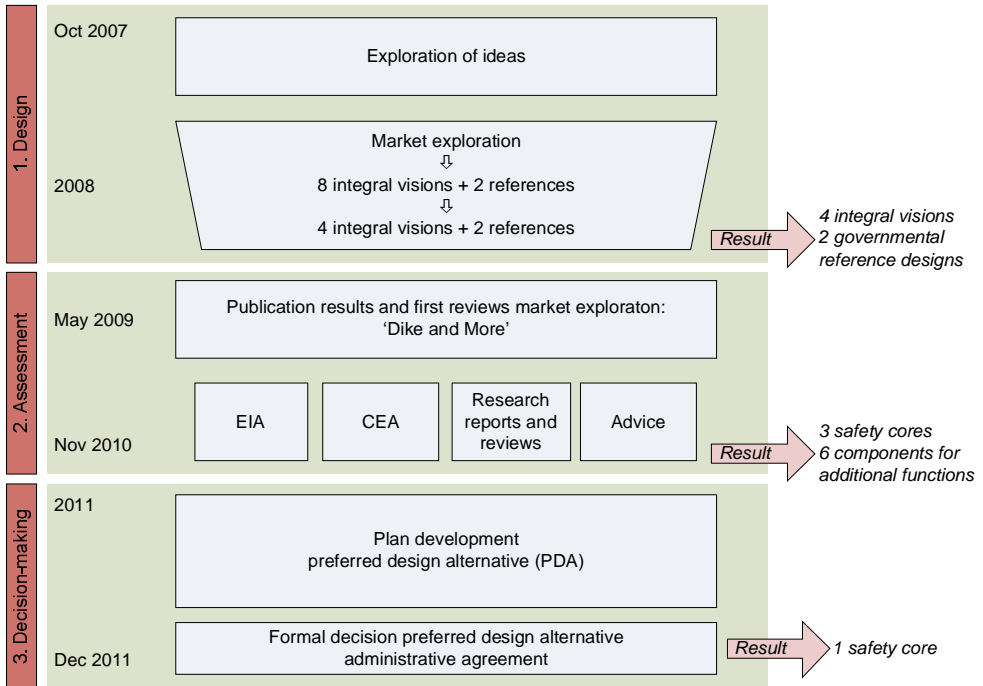 1. Design
Oct 2007
Exploration of ideas
Market exploration
⇩
8 integral visions + 2 references
⇩
4 integral visions + 2 references
2008
Result
4 integral visions
2 governmental
reference designs
2. Assessment
May 2009
Publication results and first reviews market exploraton:
‘Dike and More’
EIA
CEA
Research
reports and
reviews
Advice
Nov 2010
Result
3 safety cores
6 components for
additional functions
3. Decision-making
2011
Plan development
preferred design alternative (PDA)
Formal decision preferred design alternative
administrative agreement
Dec 2011
Result
1 safety core